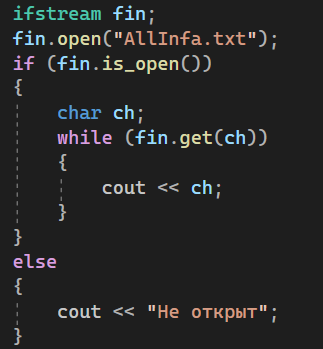 ifstream fin;
fin.open("AllInfa.txt");
if (fin.is_open())
{
    char ch;
    while (fin.get(ch))
    {
        cout << ch;
    }
}
else
{
    cout << "Не открыт";
}